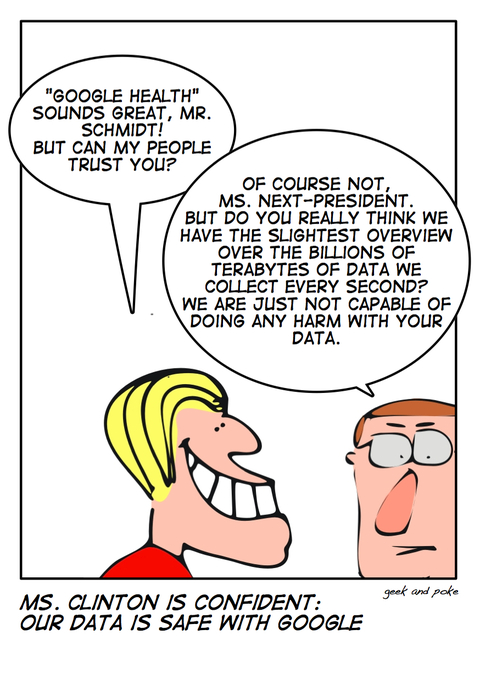 "GOOGLE HEALTH"
SOUNDS GREAT, MR.
SCHMIDT!
BUT CAN MY PEOPLE
TRUST YOU?
OF COURSE NOT,
MS. NEXT-PRESIDENT.
BUT DO YOU REALLY THINK WE
HAVE THE SLIGHTEST OVERVIEW
OVER THE BILLIONS OF
TERABYTES OF DATA WE
COLLECT EVERY SECOND?
WE ARE JUST NOT CAPABLE OF
DOING ANY HARM WITH YOUR
DATA.
geek and poke
MS. CLINTON IS CONFIDENT:
OUR DATA IS SAFE WITH GOOGLE